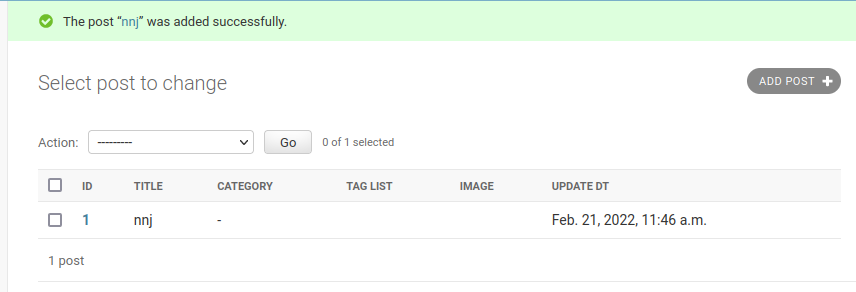 The post “nnj” was added successfully.
Select post to change
ADD POST +
Action: --------- Go 0 of 1 selected
ID TITLE CATEGORY TAG LIST IMAGE UPDATE DT
1 nnj - Feb. 21, 2022, 11:46 a.m.
1 post